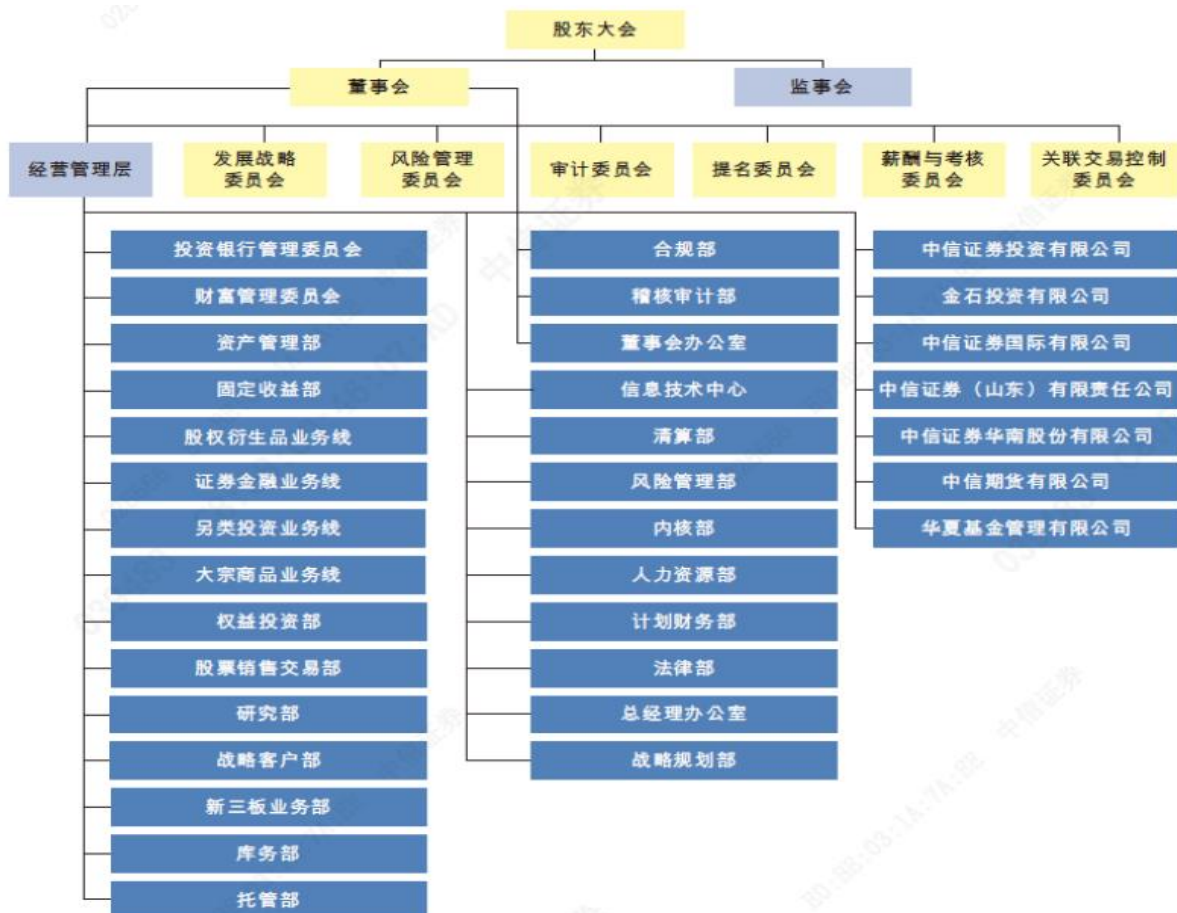 股东大会
董事会
监事会
经营管理层
发展战略
委员会
风险管理
委员会
审计委员会
提名委员会
薪酬与考核
委员会
关联交易控制
委员会
投资银行管理委员会
财富管理委员会
资产管理部
固定收益部
股权衍生品业务线
证券金融业务线
另类投资业务线
大宗商品业务线
权益投资部
股票销售交易部
研究部
战略客户部
新三板业务部
库务部
托管部
合规部
稽核审计部
董事会办公室
信息技术中心
清算部
风险管理部
内核部
人力资源部
计划财务部
法律部
总经理办公室
战略规划部
中信证券投资有限公司
金石投资有限公司
中信证券国际有限公司
中信证券（山东）有限责任公司
中信证券华南股份有限公司
中信期货有限公司
华夏基金管理有限公司
中信证券